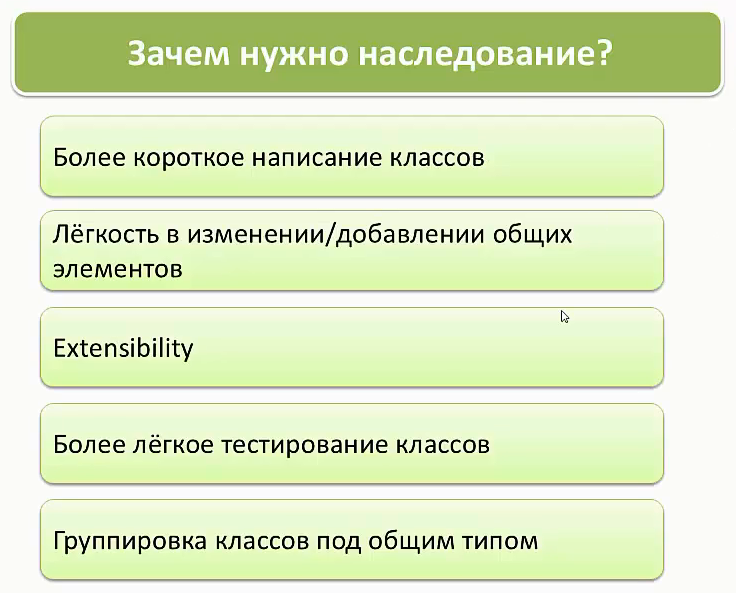 Зачем нужно наследование?
Более короткое написание классов
Лёгкость в изменении/добавлении общих
элементов
Extensibility
Более лёгкое тестирование классов
Группировка классов под общим типом